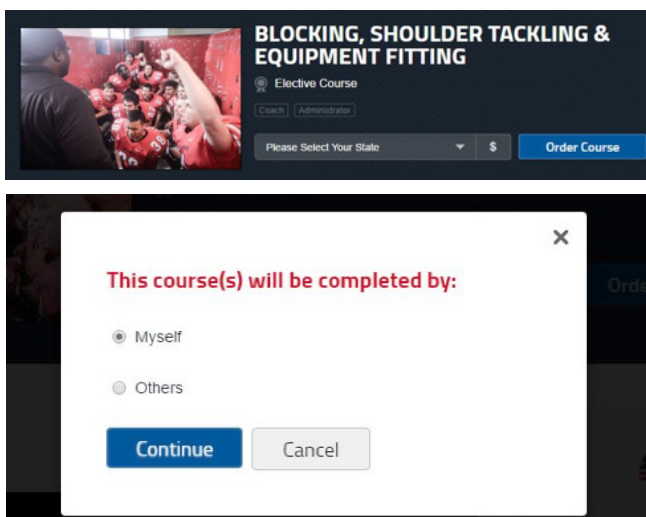 BLOCKING, SHOULDER TACKLING &
EQUIPMENT FITTING
Elective Course
Coach Administrator
Please Select Your State $ Order Course
This course(s) will be completed by:
Orde
Myself
Others
Continue Cancel